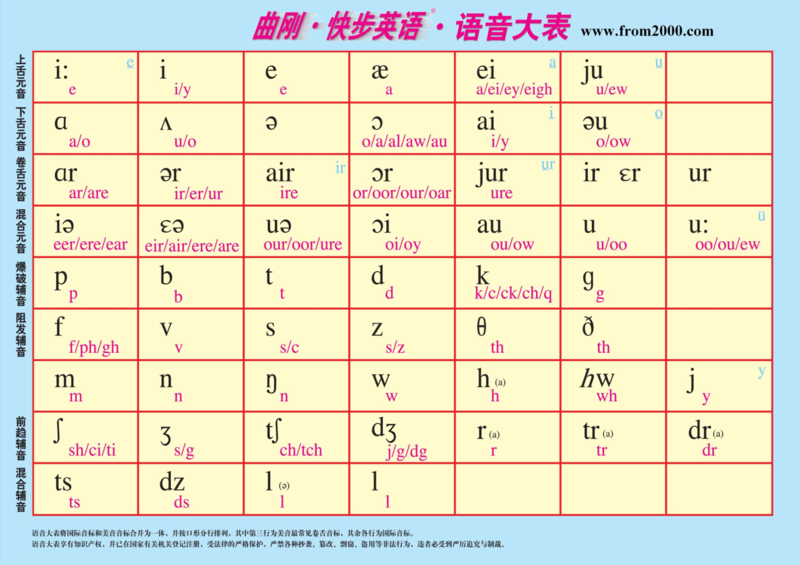 曲刚·快步英语®·语音大表 www.from2000.com
上舌元音 i: e i e æ ei a ju u
e i/y e a a/ei/ey/eigh u/ew
下舌元音 ɑ ʌ ə ɔ ai i əu o
a/o u/o o/a/al/aw/au i/y o/ow
卷舌元音 ɑr ər air ir ɔr jur ur ir ɛr ur
ar/are ir/er/ur ire or/oor/our/oar ure
混合元音 iə ɛə uə ɔi au u u: ū
eer/ere/ear eir/air/ere/are our/oor/ure oi/oy ou/ow u/oo oo/ou/ew
爆破辅音 p b t d k g
p b t d k/c/ck/ch/q g
阻发辅音 f v s z θ ð
f/ph/gh v s/c s/z th th
m n ŋ w h (a) hw j y
m n n w h wh y
前趋辅音 ʃ ʒ tʃ dʒ r (a) tr (a) dr (a)
sh/ci/ti s/g ch/tch j/g/dg r tr dr
混合辅音 ts dz l (ə) l
ts ds l l
语音大表将国际音标和美音音标合并为一体，并按口形分行排列，其中第三行为美音最常见卷舌音标，其余各行为国际音标。
语音大表享有知识产权，并已在国家有关机关登记注册，受法律的严格保护，严禁各种抄袭、篡改、剽窃、盗用等非法行为，违者必受到严厉追究与制裁。